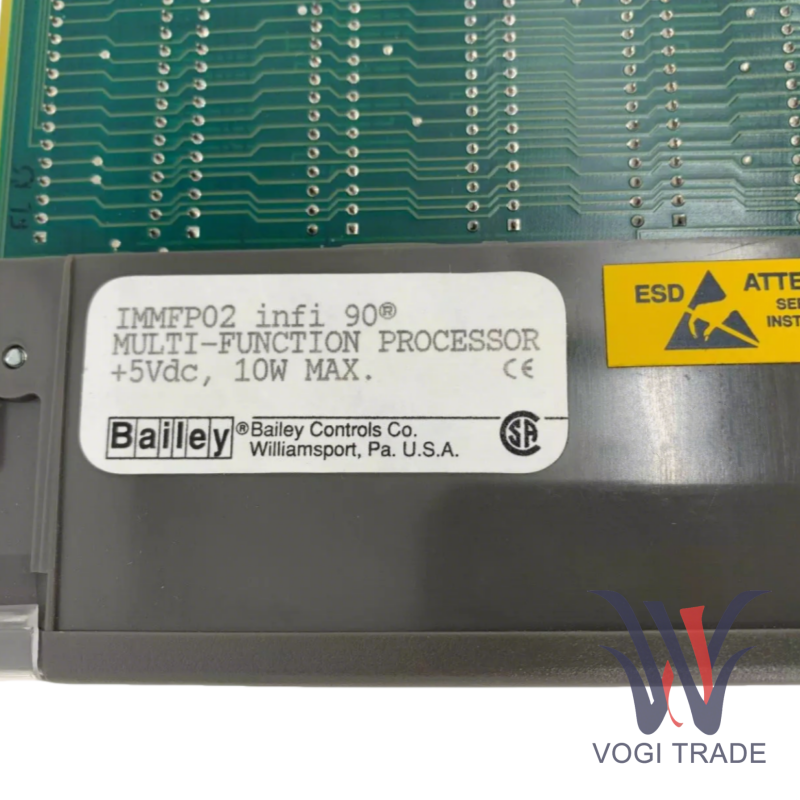 IMMFP02 infi 90®
MULTI-FUNCTION PROCESSOR
+5Vdc, 10W MAX. CE
Bailey® Bailey Controls Co.
Williamsport, Pa. U.S.A.
ESD
VOGI TRADE